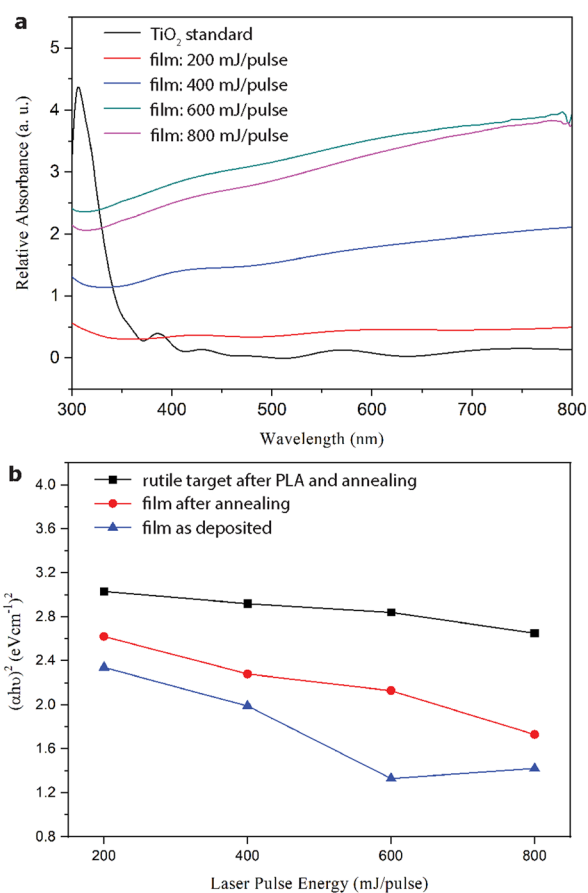 a
TiO₂ standard
film: 200 mJ/pulse
film: 400 mJ/pulse
film: 600 mJ/pulse
film: 800 mJ/pulse
5
4
3
2
1
0
Relative Absorbance (a. u.)
300 400 500 600 700 800
Wavelength (nm)
b
rutile target after PLA and annealing
film after annealing
film as deposited
4.0
3.6
3.2
2.8
2.4
2.0
1.6
1.2
0.8
(αhυ)² (eVcm⁻¹)²
200 400 600 800
Laser Pulse Energy (mJ/pulse)